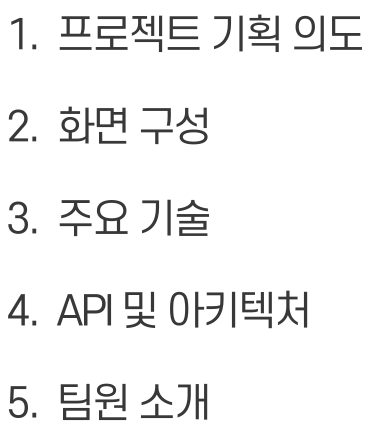 1. 프로젝트 기획 의도
2. 화면 구성
3. 주요 기술
4. API 및 아키텍처
5. 팀원 소개